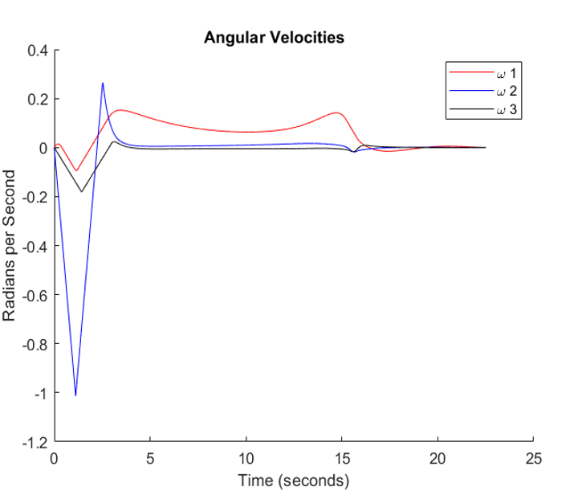 Angular Velocities
ω 1
ω 2
ω 3
0.4
0.2
0
-0.2
-0.4
-0.6
-0.8
-1
-1.2
Radians per Second
0 5 10 15 20 25
Time (seconds)